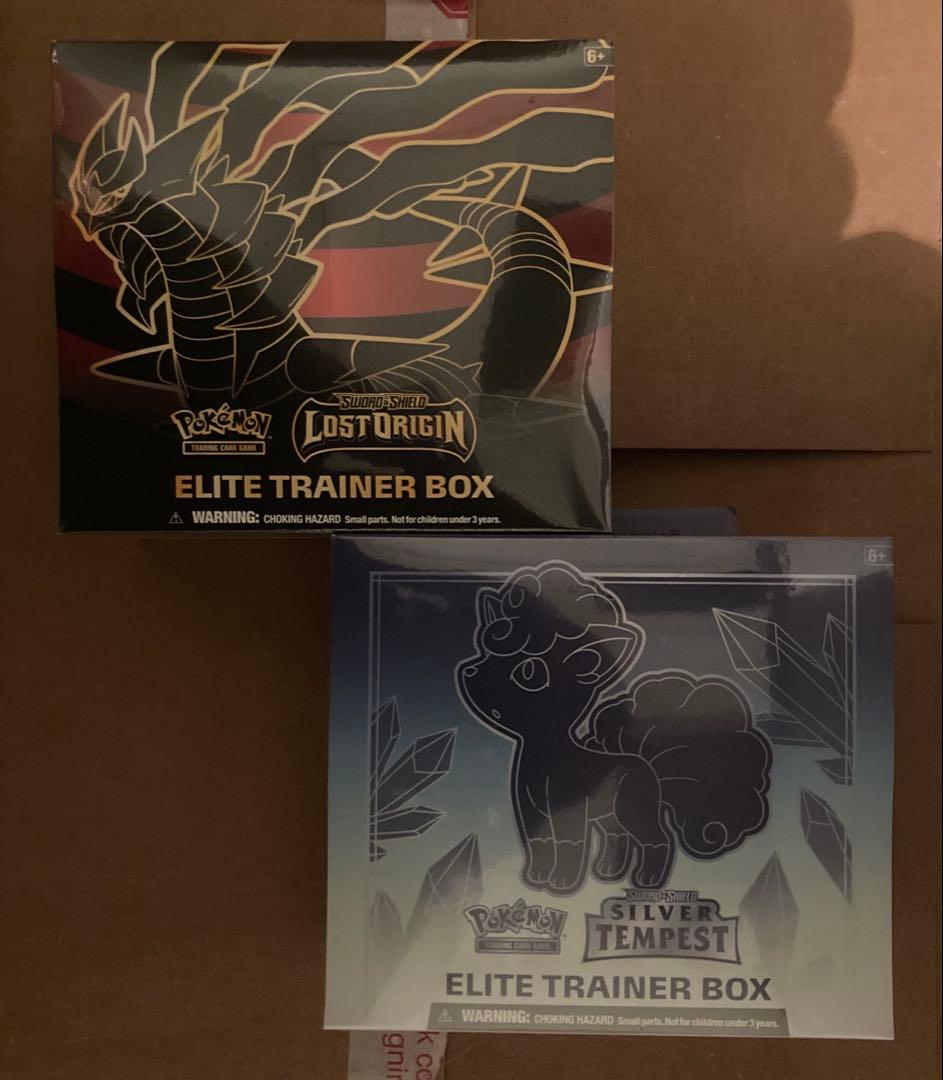 6+
Pokémon
TRADING CARD GAME
SWORD & SHIELD
LOST ORIGIN
ELITE TRAINER BOX
WARNING: CHOKING HAZARD Small parts. Not for children under 3 years.
6+
Pokémon
TRADING CARD GAME
SWORD & SHIELD
SILVER
TEMPEST
ELITE TRAINER BOX
WARNING: CHOKING HAZARD Small parts. Not for children under 3 years.
k co
gnin